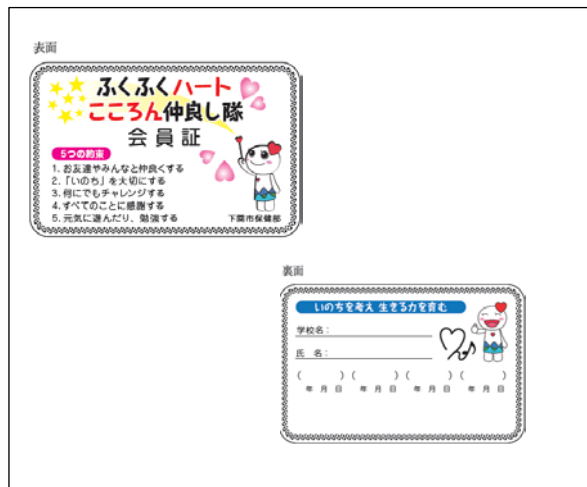 表面
ふくふくハート
こころん仲良し隊
会員証
5つの約束
1. お友達やみんなと仲良くする
2. 「いのち」を大切にする
3. 何にでもチャレンジする
4. すべてのことに感謝する
5. 元気に遊んだり、勉強する
下関市保健部
裏面
いのちを考え 生きる力を育む
学校名：
氏 名：
( ) ( ) ( ) ( )
年 月 日 年 月 日 年 月 日 年 月 日